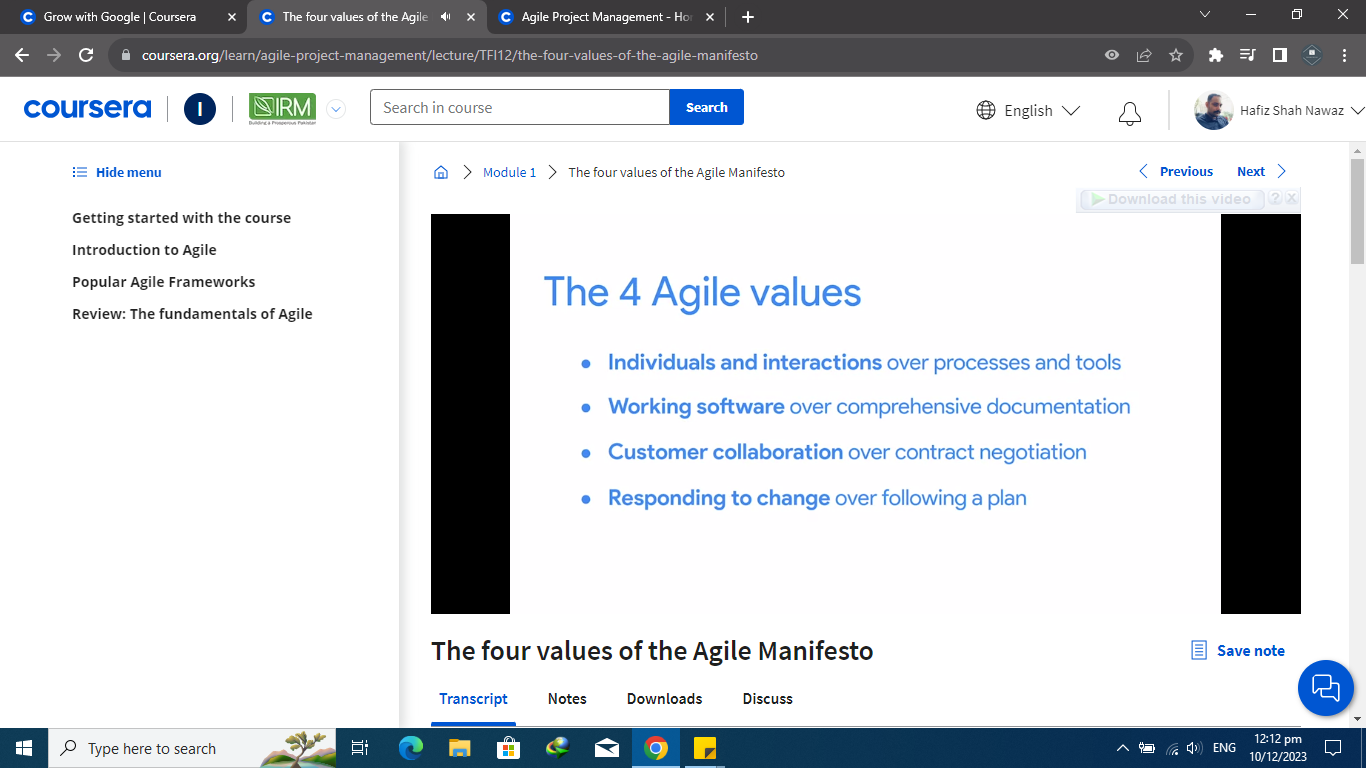 Grow with Google | Coursera
The four values of the Agile
Agile Project Management - Hor
coursera.org/learn/agile-project-management/lecture/TFI12/the-four-values-of-the-agile-manifesto
coursera
I
IRM
Building a Prosperous Pakistan
Search in course
Search
English
Hafiz Shah Nawaz
Hide menu
Getting started with the course
Introduction to Agile
Popular Agile Frameworks
Review: The fundamentals of Agile
Module 1
The four values of the Agile Manifesto
Previous
Next
Download this video ? X
The 4 Agile values
• Individuals and interactions over processes and tools
• Working software over comprehensive documentation
• Customer collaboration over contract negotiation
• Responding to change over following a plan
The four values of the Agile Manifesto
Save note
Transcript Notes Downloads Discuss
Type here to search
ENG
12:12 pm
10/12/2023